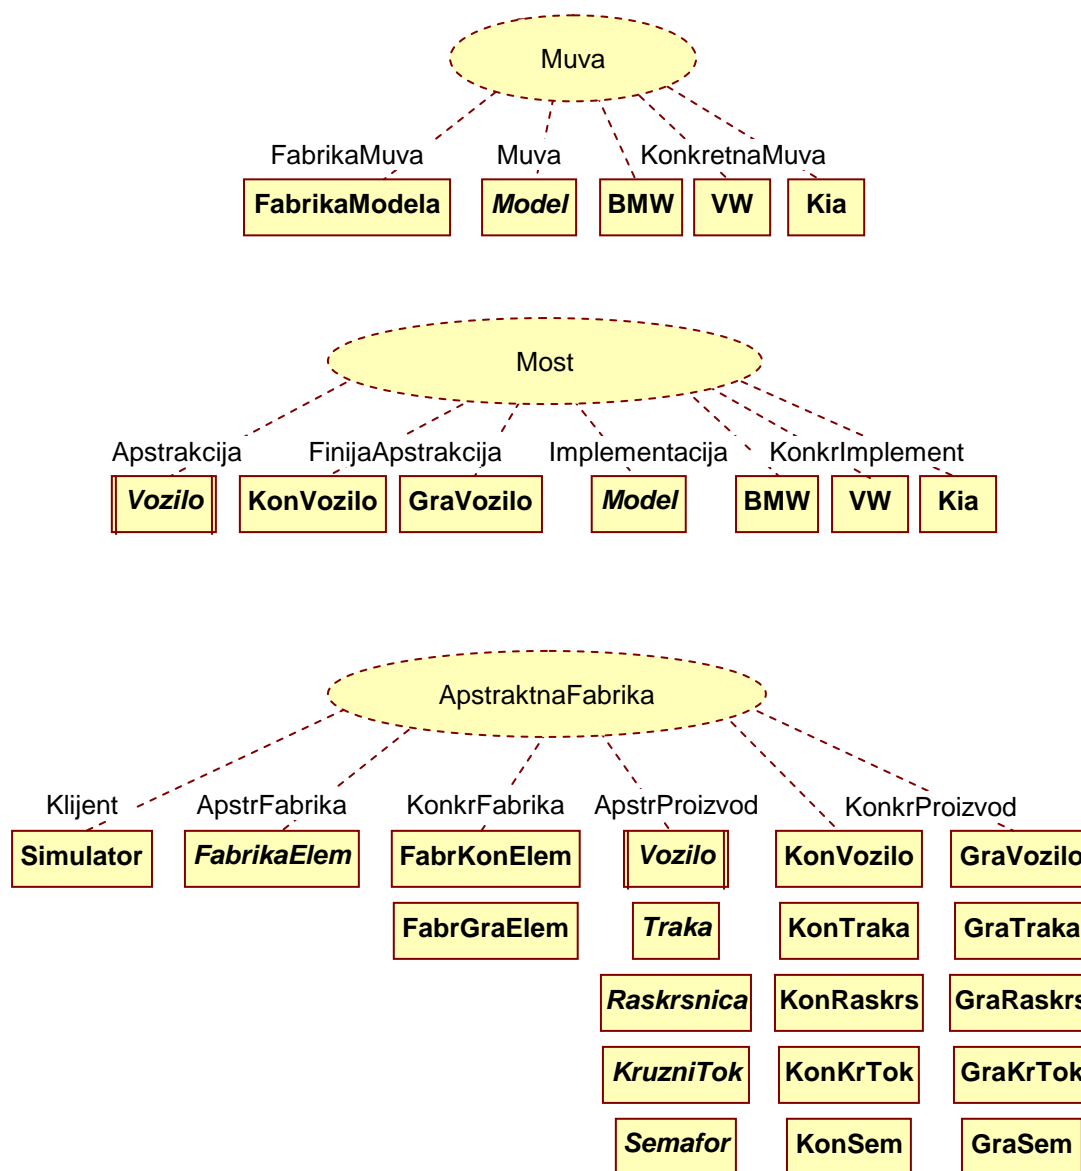 Muva
FabrikaMuva Muva KonkretnaMuva
FabrikaModela Model BMW VW Kia
Most
Apstrakcija FinijaApstrakcija Implementacija KonkrImplement
Vozilo KonVozilo GraVozilo Model BMW VW Kia
ApstraktnaFabrika
Klijent ApstrFabrika KonkrFabrika ApstrProizvod KonkrProizvod
Simulator FabrikaElem FabrKonElem Vozilo KonVozilo GraVozilo
FabrGraElem Traka KonTraka GraTraka
Raskrsnica KonRaskrs GraRaskrs
KruzniTok KonKrTok GraKrTok
Semafor KonSem GraSem